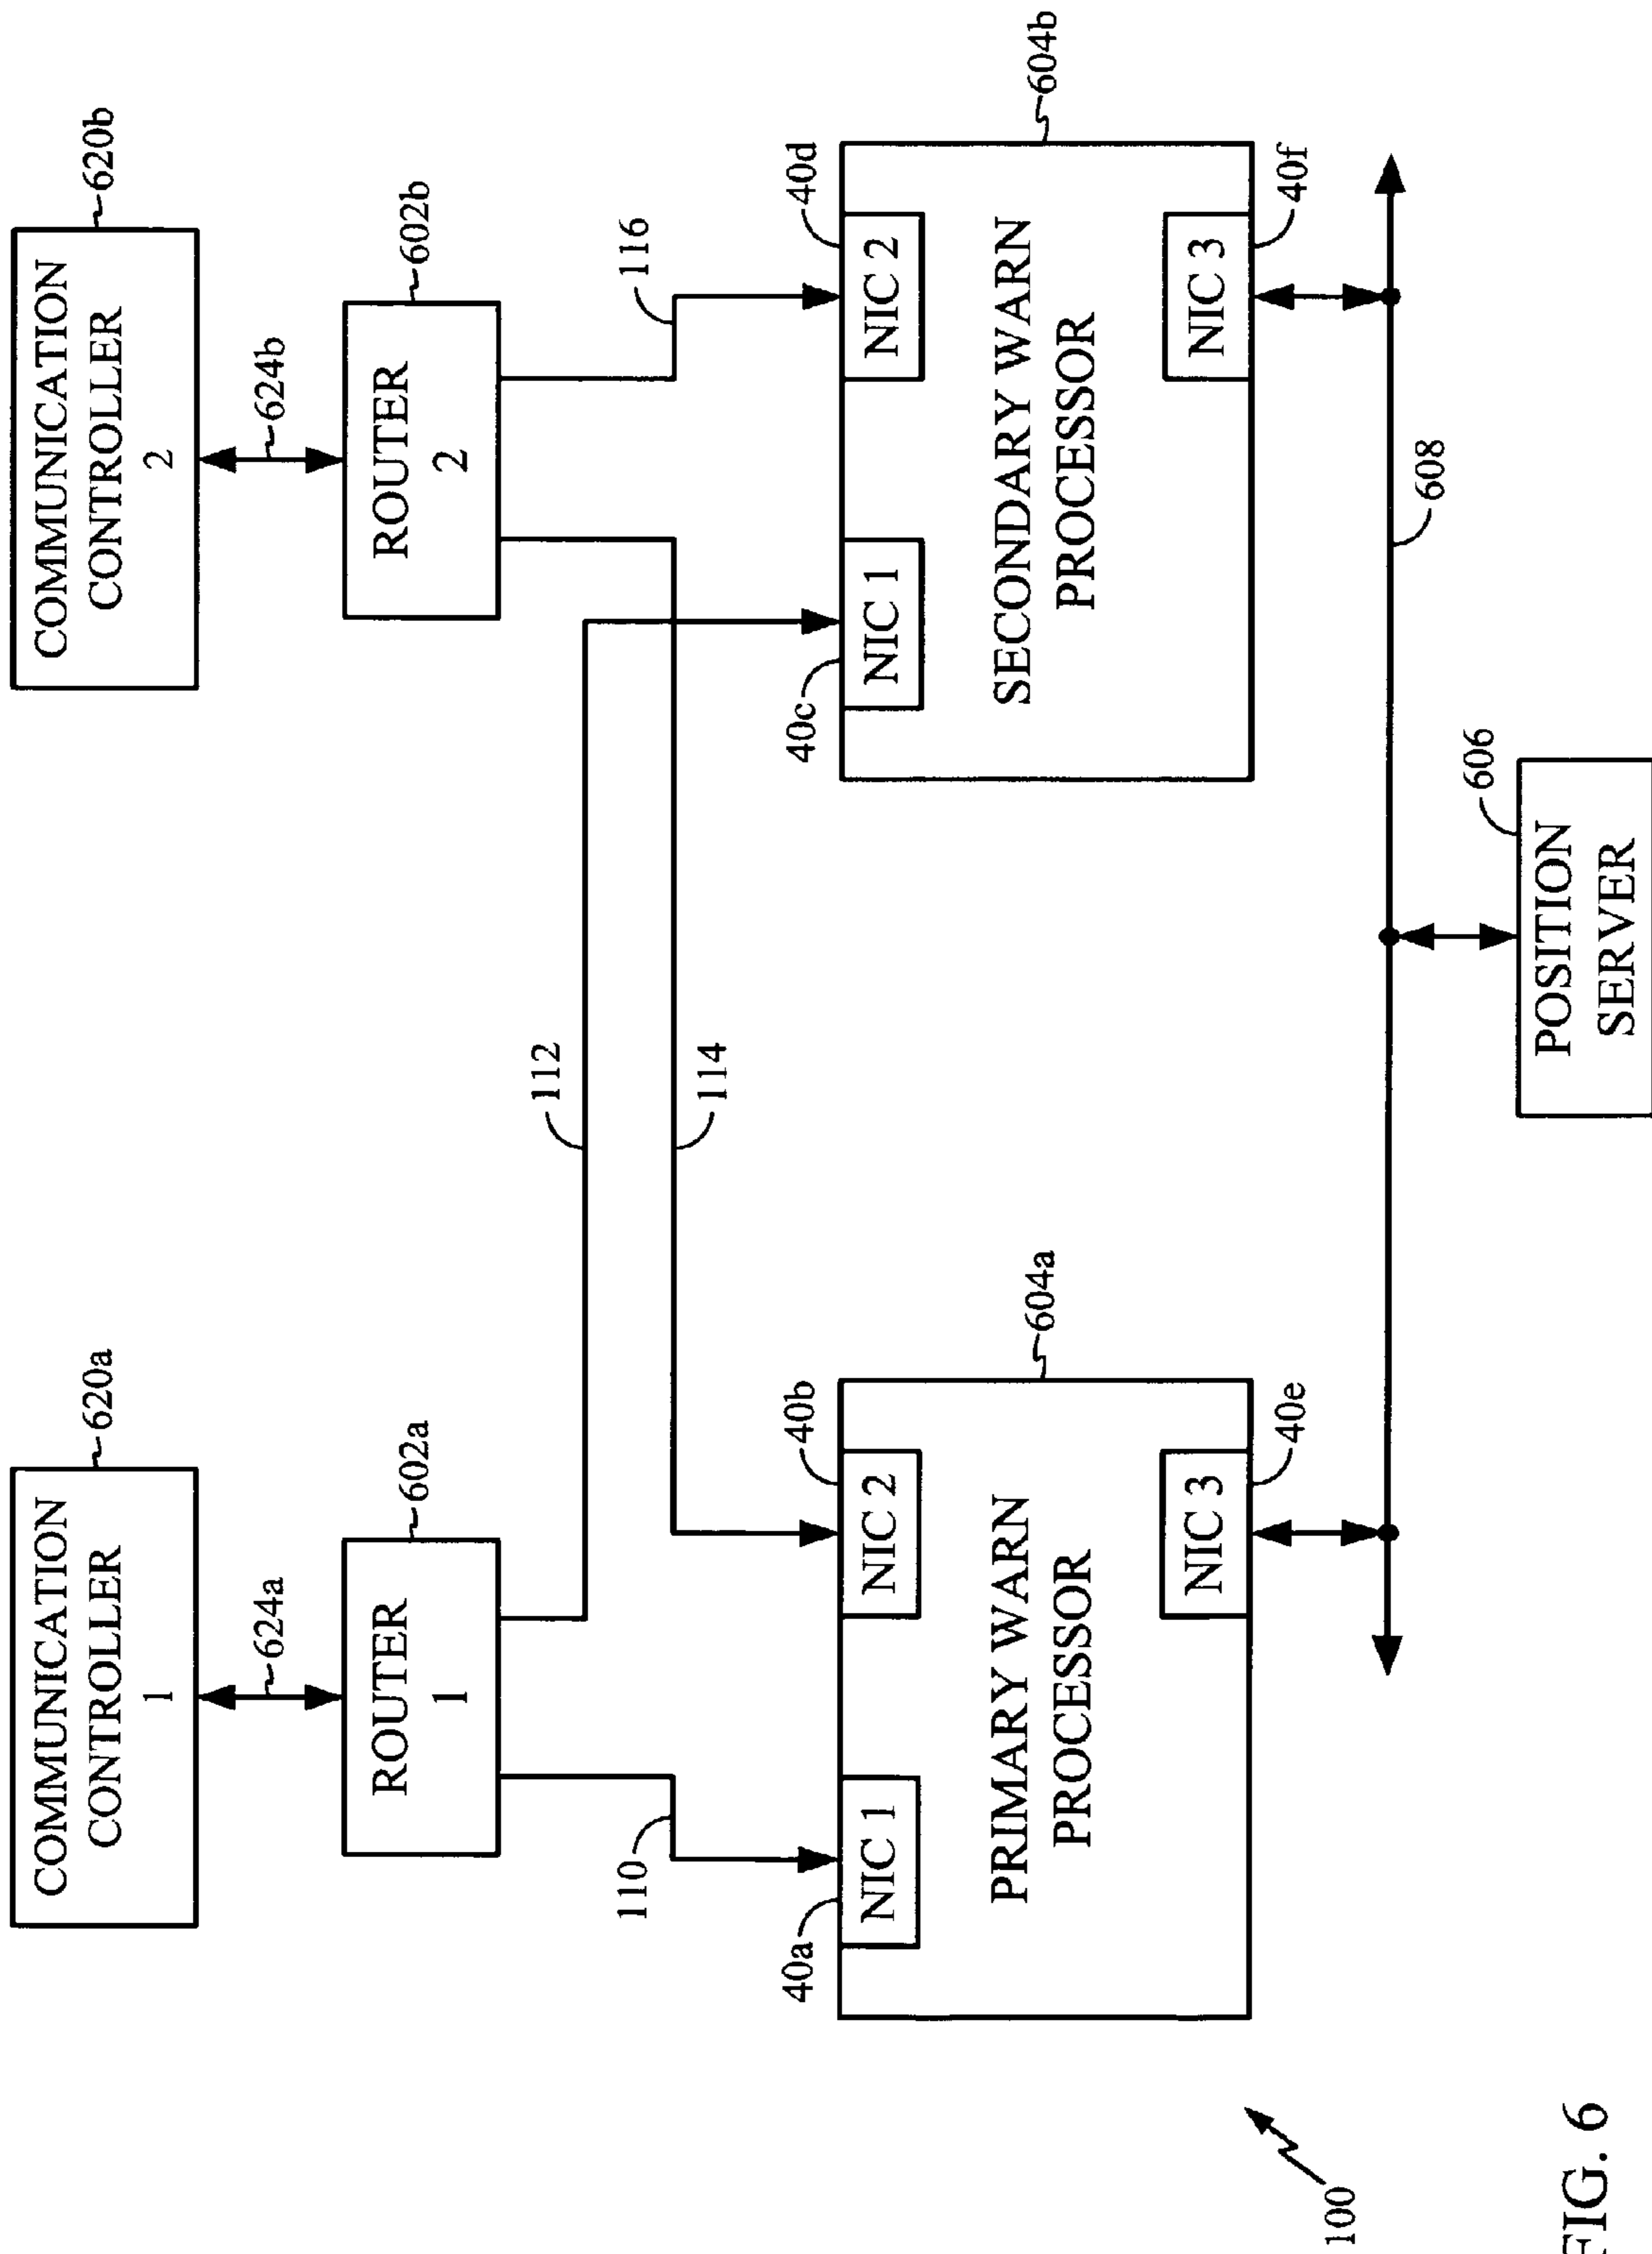 COMMUNICATION
CONTROLLER
1
620a
COMMUNICATION
CONTROLLER
2
620b
624a
624b
ROUTER
1
602a
ROUTER
2
602b
112
110
114
116
40a
NIC 1
NIC 2
40b
40c
NIC 1
NIC 2
40d
PRIMARY WARN
PROCESSOR
604a
SECONDARY WARN
PROCESSOR
604b
NIC 3
40e
NIC 3
40f
608
100
606
POSITION
SERVER
FIG. 6